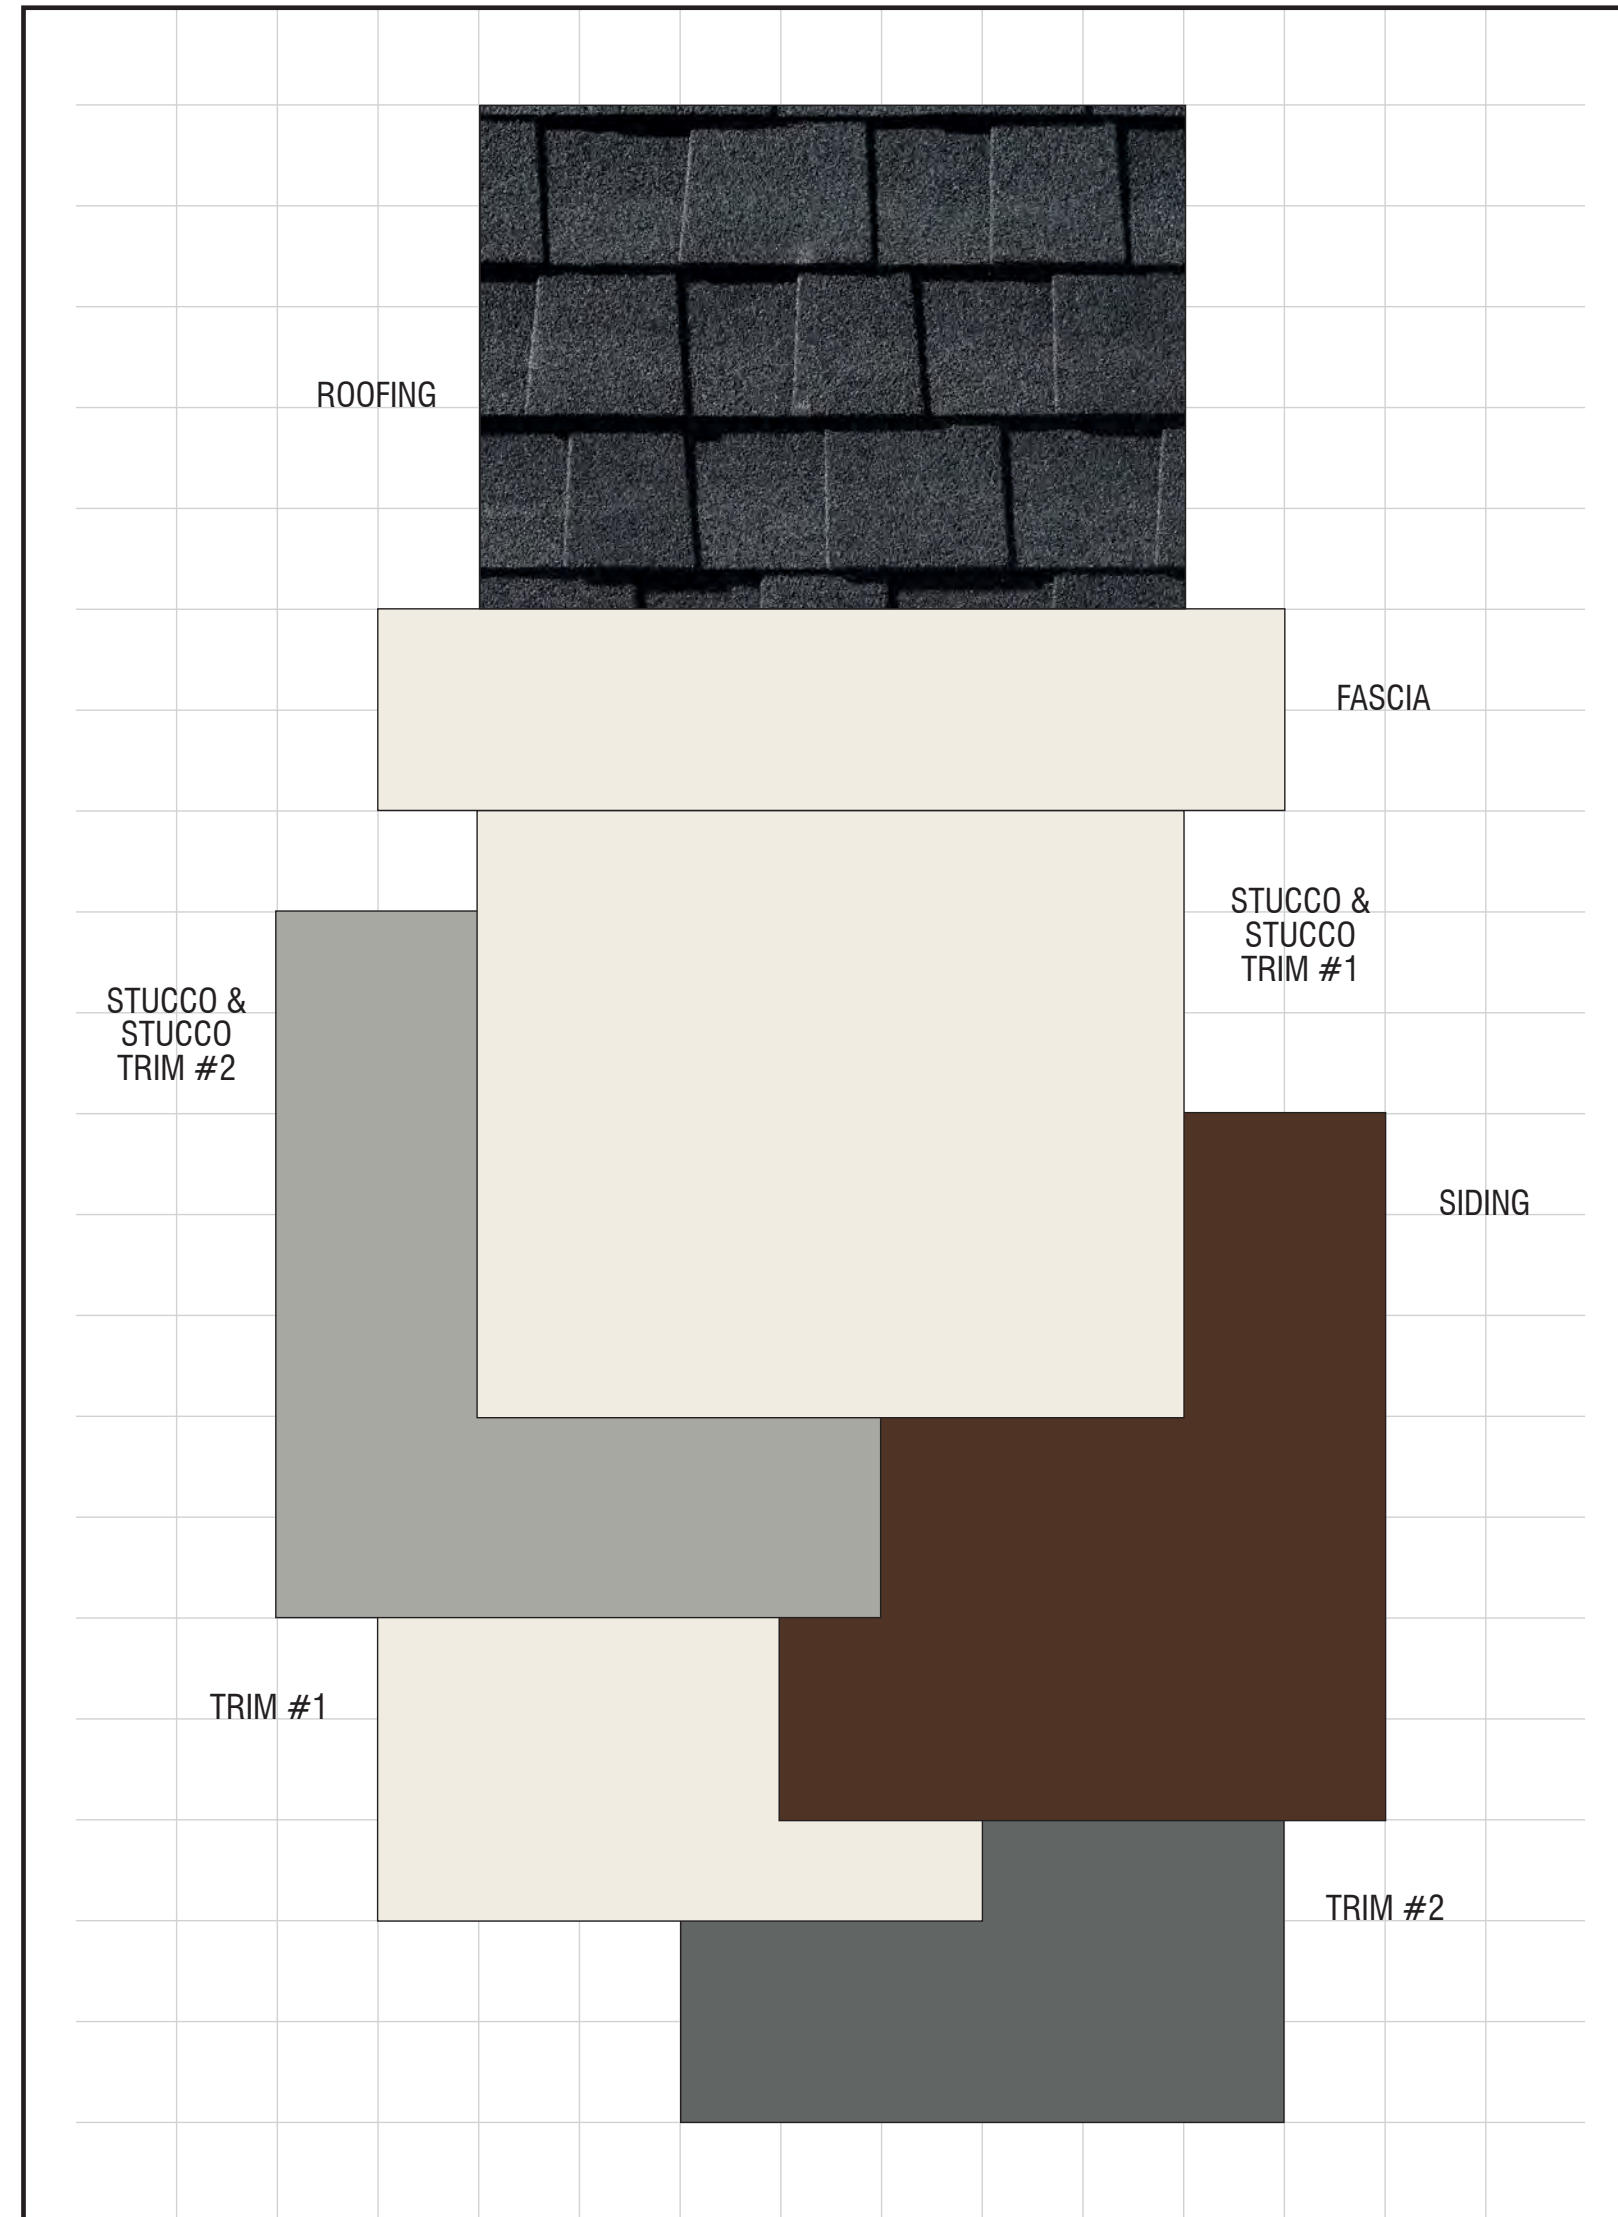 ROOFING
FASCIA
STUCCO &
STUCCO
TRIM #1
STUCCO &
STUCCO
TRIM #2
SIDING
TRIM #1
TRIM #2